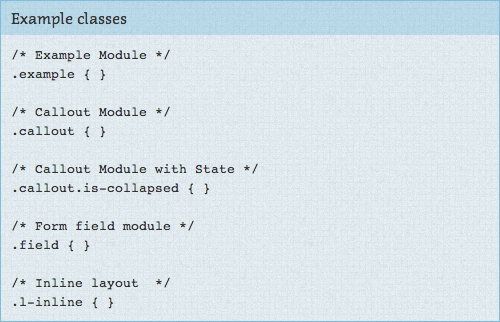 Example classes
/* Example Module */
.example { }
/* Callout Module */
.callout { }
/* Callout Module with State */
.callout.is-collapsed { }
/* Form field module */
.field { }
/* Inline layout  */
.l-inline { }